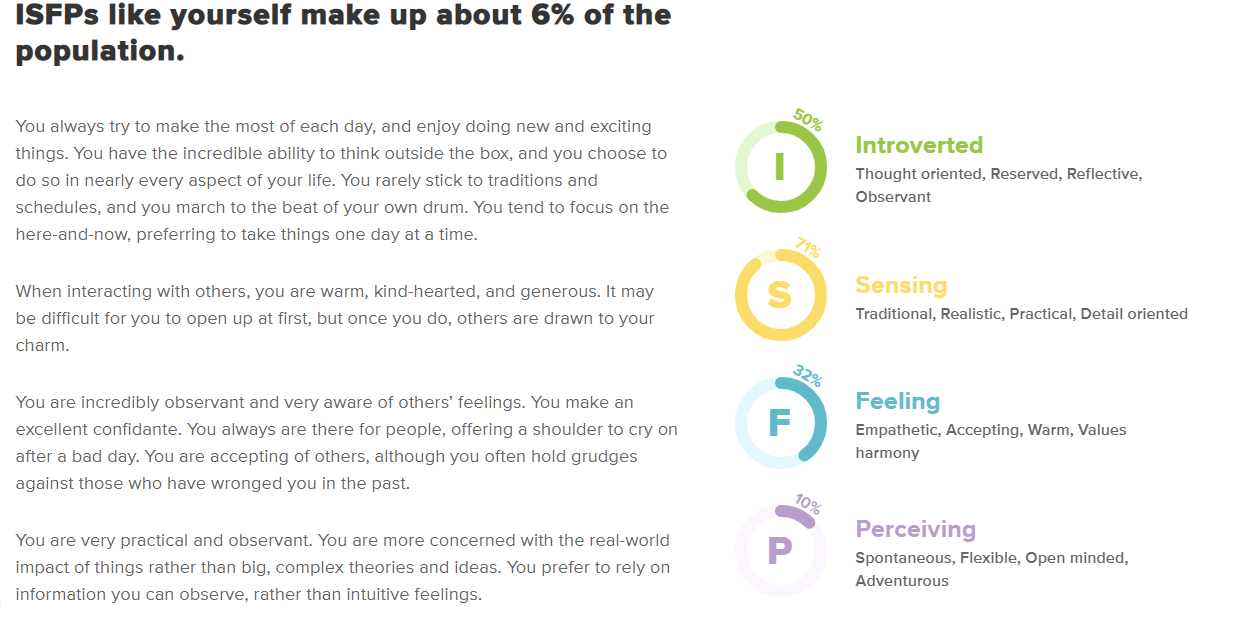 ISFPs like yourself make up about 6% of the
population.
You always try to make the most of each day, and enjoy doing new and exciting
things. You have the incredible ability to think outside the box, and you choose to
do so in nearly every aspect of your life. You rarely stick to traditions and
schedules, and you march to the beat of your own drum. You tend to focus on the
here-and-now, preferring to take things one day at a time.
When interacting with others, you are warm, kind-hearted, and generous. It may
be difficult for you to open up at first, but once you do, others are drawn to your
charm.
You are incredibly observant and very aware of others’ feelings. You make an
excellent confidante. You always are there for people, offering a shoulder to cry on
after a bad day. You are accepting of others, although you often hold grudges
against those who have wronged you in the past.
You are very practical and observant. You are more concerned with the real-world
impact of things rather than big, complex theories and ideas. You prefer to rely on
information you can observe, rather than intuitive feelings.
50%
I
Introverted
Thought oriented, Reserved, Reflective,
Observant
71%
S
Sensing
Traditional, Realistic, Practical, Detail oriented
32%
F
Feeling
Empathetic, Accepting, Warm, Values
harmony
10%
P
Perceiving
Spontaneous, Flexible, Open minded,
Adventurous